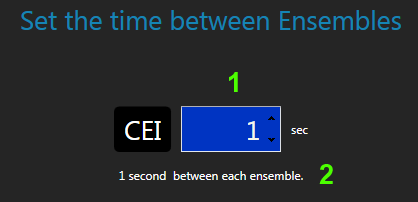 Set the time between Ensembles
1
CEI 1 sec
1 second between each ensemble. 2